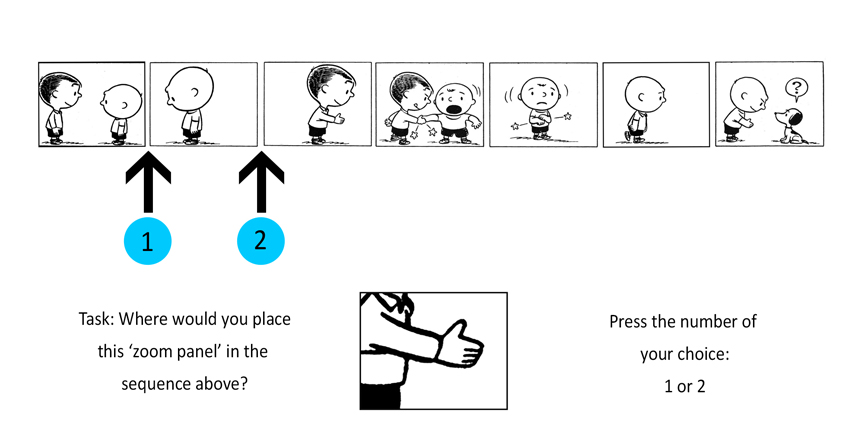 ?
1
2
Task: Where would you place
this ‘zoom panel’ in the
sequence above?
Press the number of
your choice:
1 or 2